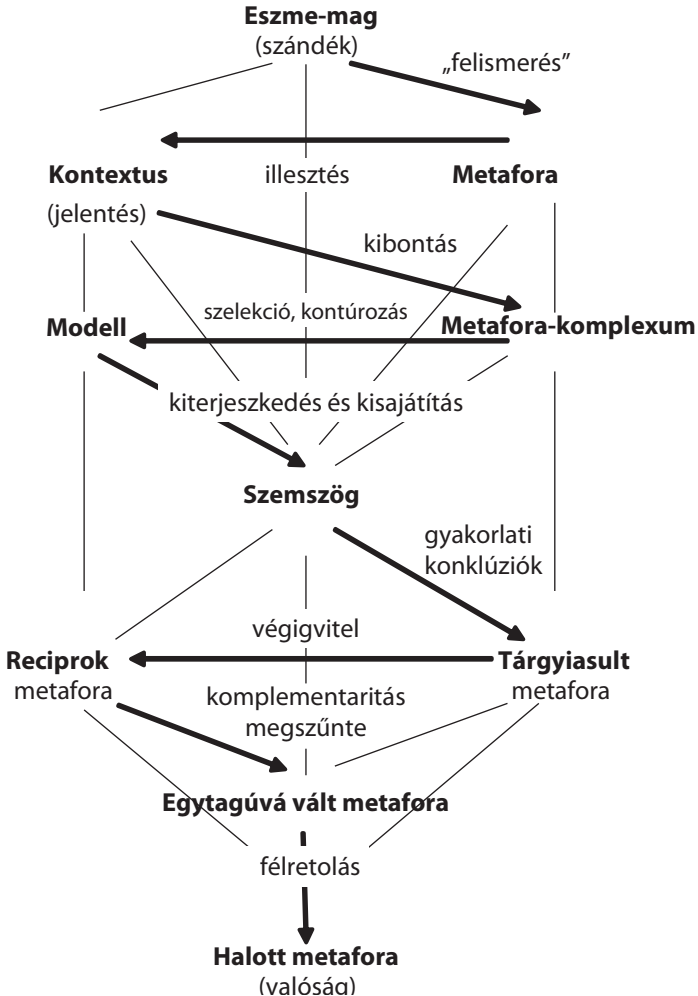 Eszme-mag
(szándék)
„felismerés”
Kontextus
illesztés
Metafora
(jelentés)
kibontás
szelekció, kontúrozás
Modell
Metafora-komplexum
kiterjeszkedés és kisajátítás
Szemszög
gyakorlati
konklúziók
végigvitel
Reciprok
Tárgyiasult
metafora
metafora
komplementaritás
megszűnte
Egytagúvá vált metafora
félretolás
Halott metafora
(valóság)